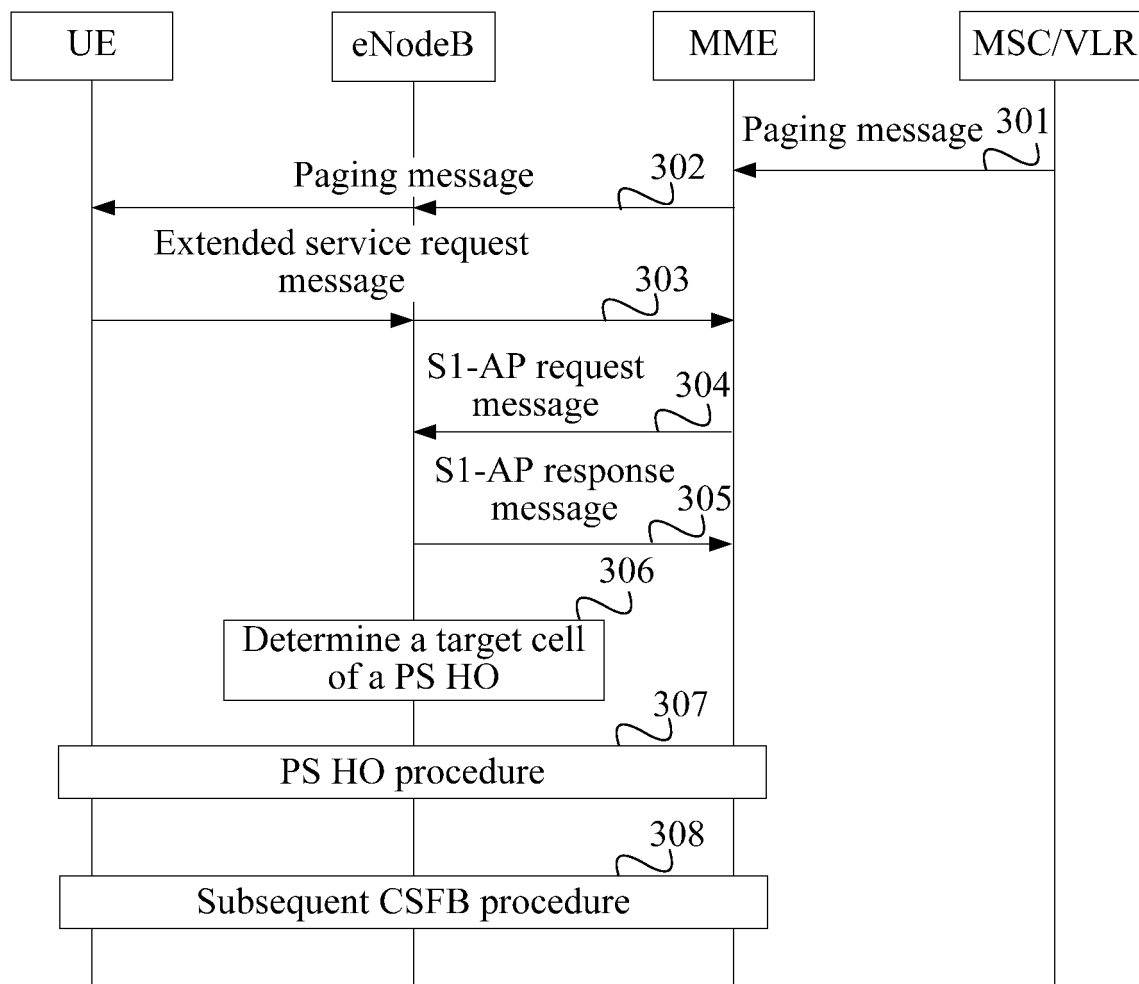 UE
eNodeB
MME
MSC/VLR
Paging message
301
Paging message
302
Extended service request
message
303
S1-AP request
message
304
S1-AP response
message
305
306
Determine a target cell
of a PS HO
307
PS HO procedure
308
Subsequent CSFB procedure